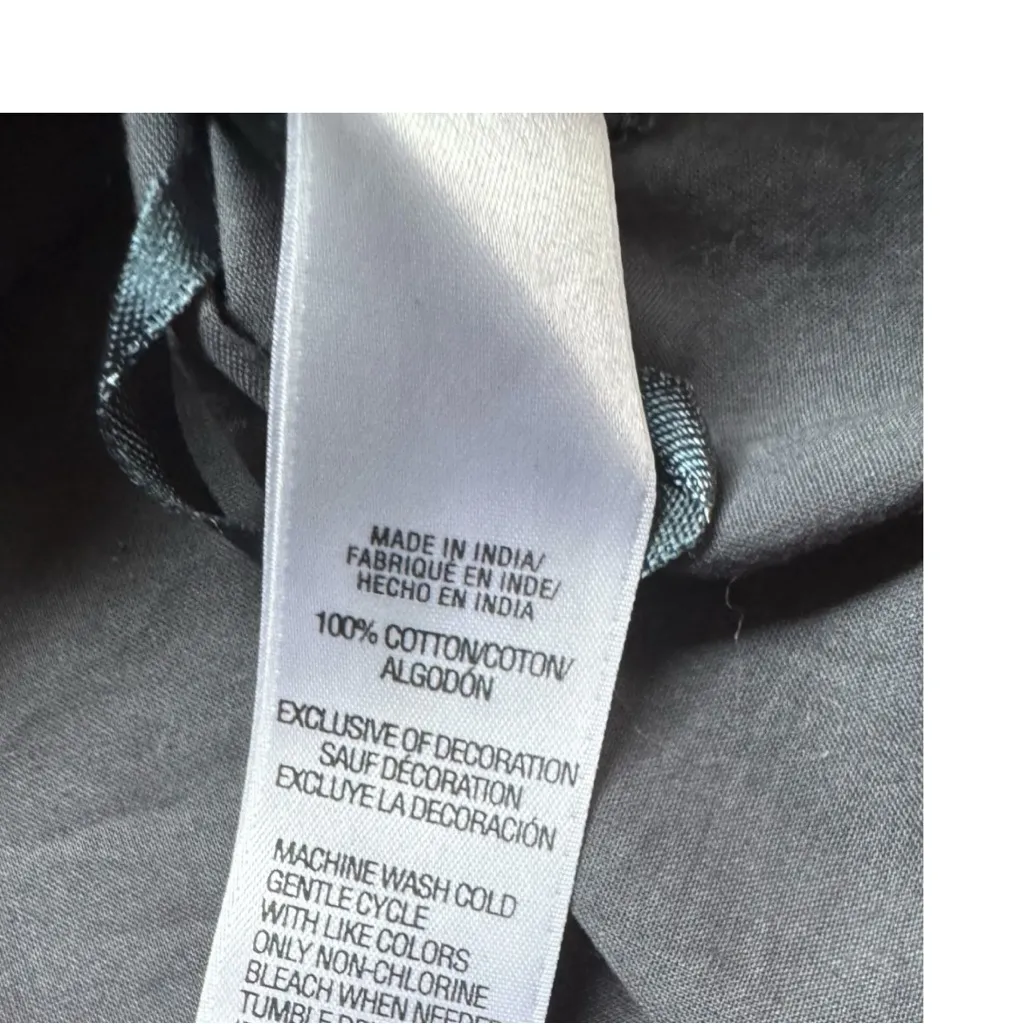 MADE IN INDIA/
FABRIQUÉ EN INDE/
HECHO EN INDIA
100% COTTON/COTON/
ALGODÓN
EXCLUSIVE OF DECORATION
SAUF DÉCORATION
EXCLUYE LA DECORACIÓN
MACHINE WASH COLD
GENTLE CYCLE
WITH LIKE COLORS
ONLY NON-CHLORINE
BLEACH WHEN NEEDED
TUMBLE